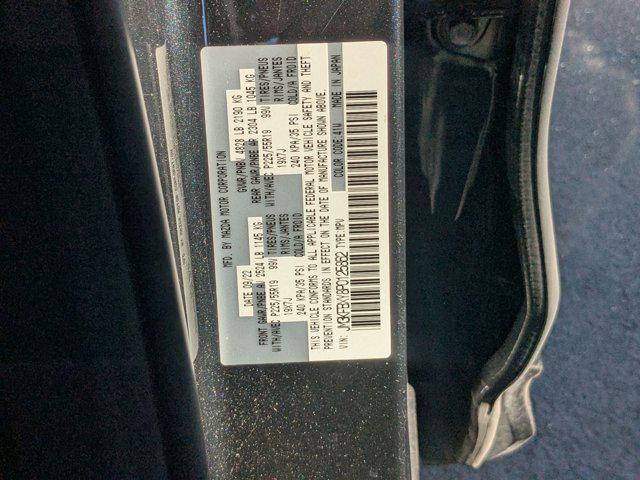 MFD. BY MAZDA MOTOR CORPORATION
DATE 09/22 GVWR/PNBV 4828 LB 2190 KG
FRONT GAWR/PNBE AV 2524 LB 1145 KG REAR GAWR/PNBE AR 2304 LB 1045 KG
WITH/AVEC P225/55R19 99V TIRES/PNEUS WITH/AVEC P225/55R19 99V TIRES/PNEUS
19X7J RIMS/JANTES 19X7J RIMS/JANTES
240 KPA/35 PSI COLD/A FROID 240 KPA/35 PSI COLD/A FROID
THIS VEHICLE CONFORMS TO ALL APPLICABLE FEDERAL MOTOR VEHICLE SAFETY AND THEFT
PREVENTION STANDARDS IN EFFECT ON THE DATE OF MANUFACTURE SHOWN ABOVE.
VIN: TYPE: MPV COLOR CODE: 41W MADE IN JAPAN